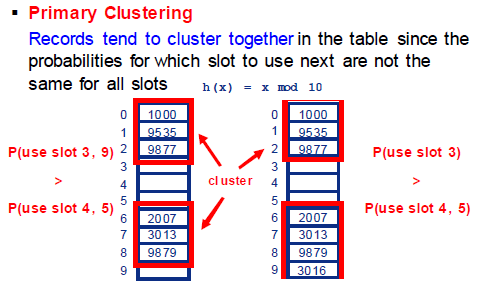 ▪ Primary Clustering
Records tend to cluster together in the table since the
probabilities for which slot to use next are not the
same for all slots
h(x) = x mod 10
0 1000
1 9535
2 9877
3
4
5
6 2007
7 3013
8 9879
9
P(use slot 3, 9)
>
P(use slot 4, 5)
cluster
0 1000
1 9535
2 9877
3
4
5
6 2007
7 3013
8 9879
9 3016
P(use slot 3)
>
P(use slot 4, 5)